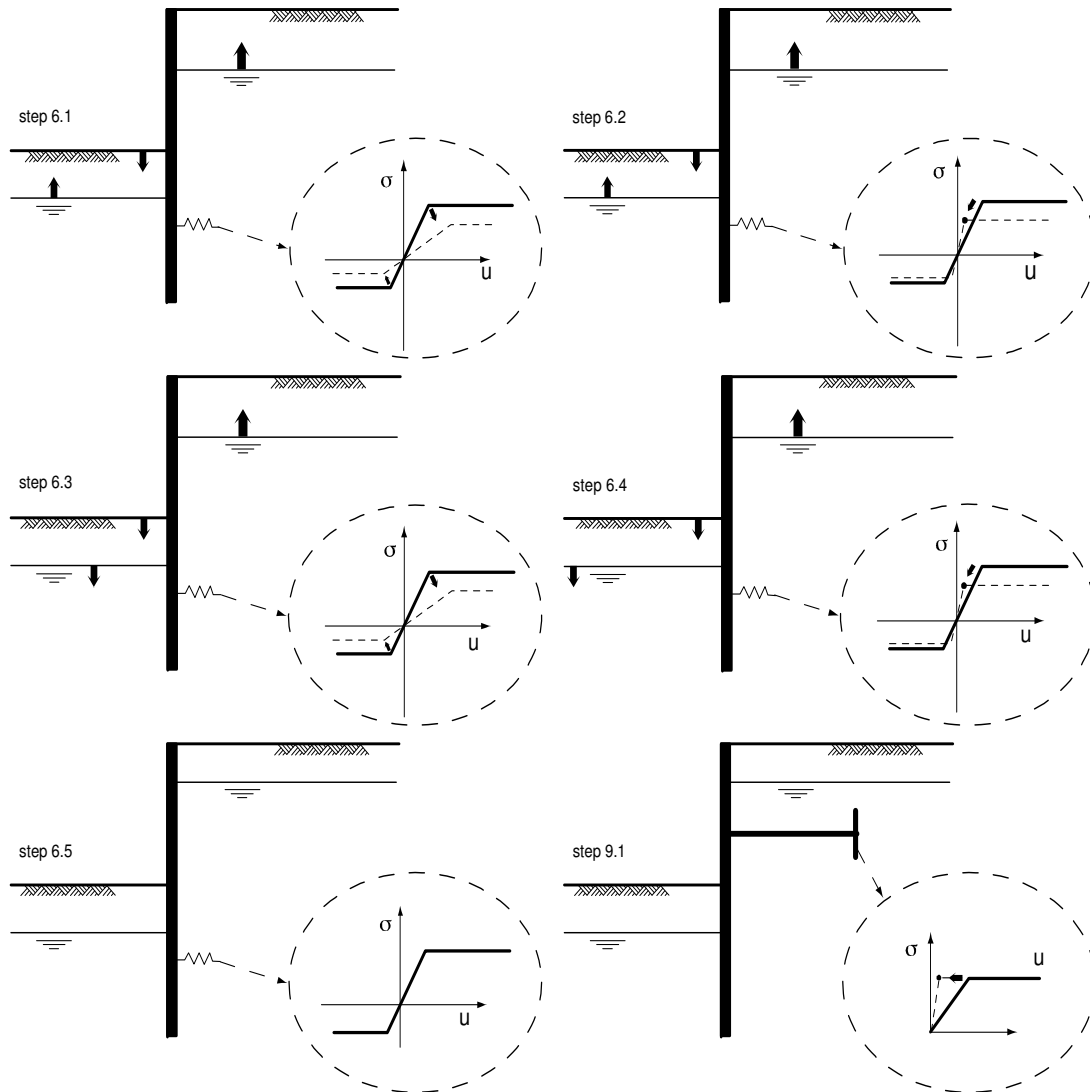 step 6.1
σ
u
step 6.2
σ
u
step 6.3
σ
u
step 6.4
σ
u
step 6.5
σ
u
step 9.1
σ
u